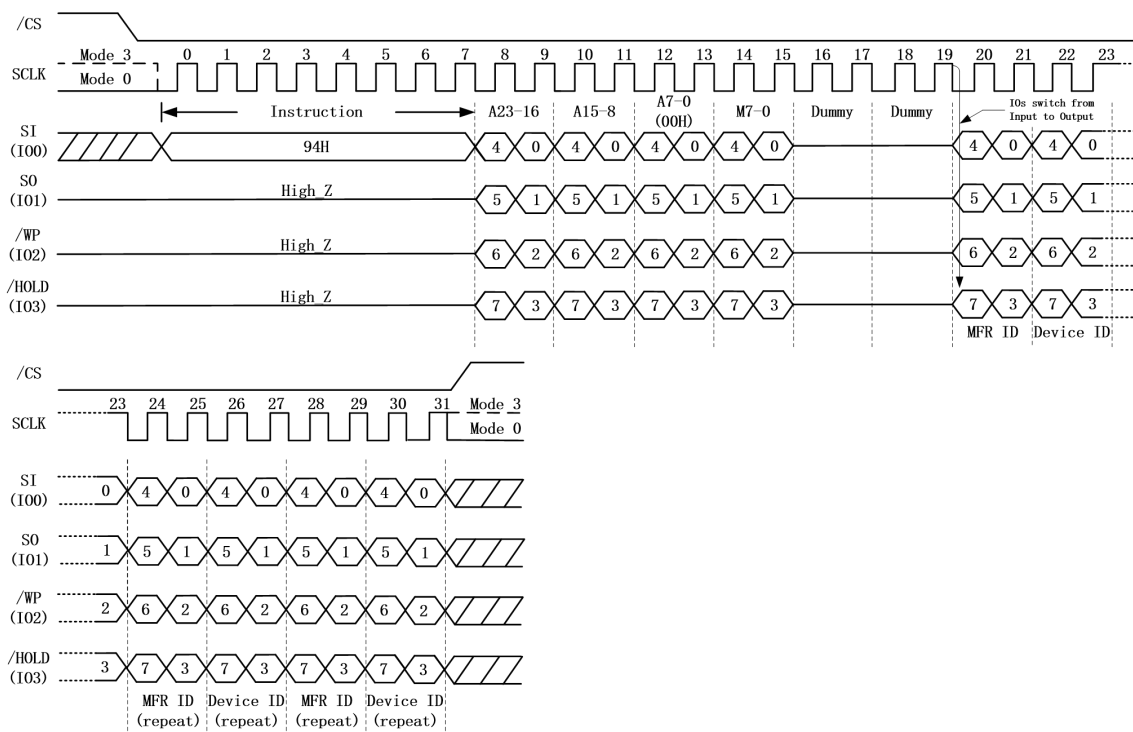 /CS
Mode 3
0 1 2 3 4 5 6 7 8 9 10 11 12 13 14 15 16 17 18 19 20 21 22 23
SCLK
Mode 0
Instruction
A23-16 A15-8 A7-0 M7-0 Dummy Dummy
(00H)
IOs switch from
Input to Output
SI
(IO0)
94H
4 0 4 0 4 0 4 0 4 0 4 0
SO
(IO1)
High_Z
5 1 5 1 5 1 5 1 5 1 5 1
/WP
(IO2)
High_Z
6 2 6 2 6 2 6 2 6 2 6 2
/HOLD
(IO3)
High_Z
7 3 7 3 7 3 7 3 7 3 7 3
MFR ID Device ID
/CS
23 24 25 26 27 28 29 30 31 Mode 3
SCLK
Mode 0
SI
(IO0)
0 4 0 4 0 4 0 4 0
SO
(IO1)
1 5 1 5 1 5 1 5 1
/WP
(IO2)
2 6 2 6 2 6 2 6 2
/HOLD
(IO3)
3 7 3 7 3 7 3 7 3
MFR ID Device ID MFR ID Device ID
(repeat) (repeat) (repeat) (repeat)